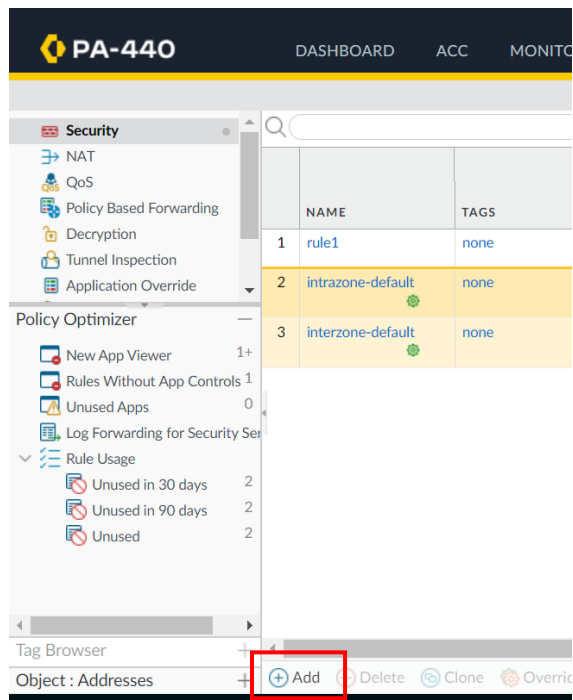 PA-440
DASHBOARD ACC MONITO
Security
NAT
QoS
Policy Based Forwarding
Decryption
Tunnel Inspection
Application Override
NAME TAGS
1 rule1 none
2 intrazone-default none
3 interzone-default none
Policy Optimizer
New App Viewer 1+
Rules Without App Controls 1
Unused Apps 0
Log Forwarding for Security Ser
Rule Usage
Unused in 30 days 2
Unused in 90 days 2
Unused 2
Tag Browser
Object : Addresses
Add Delete Clone Overric